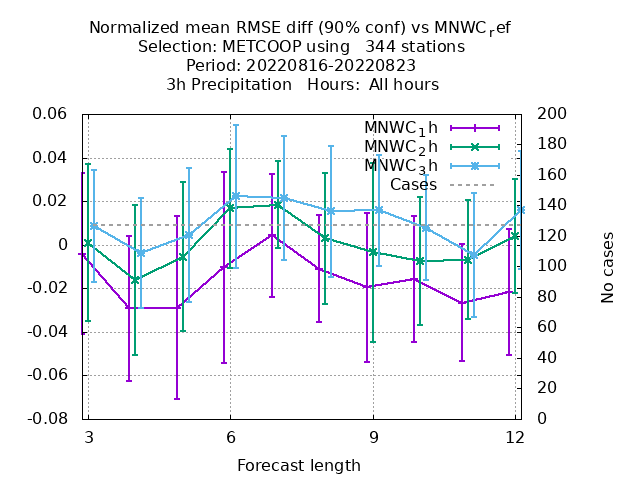 Normalized mean RMSE diff (90% conf) vs MNWC_ref
Selection: METCOOP using 344 stations
Period: 20220816-20220823
3h Precipitation Hours: All hours
0.06 200
MNWC_1h
180
MNWC_2h
0.04 160
MNWC_3h
Cases
0.02 140
120
0 100
-0.02 80
60
-0.04 40
-0.06 20
-0.08 0
No cases
3 6 9 12
Forecast length